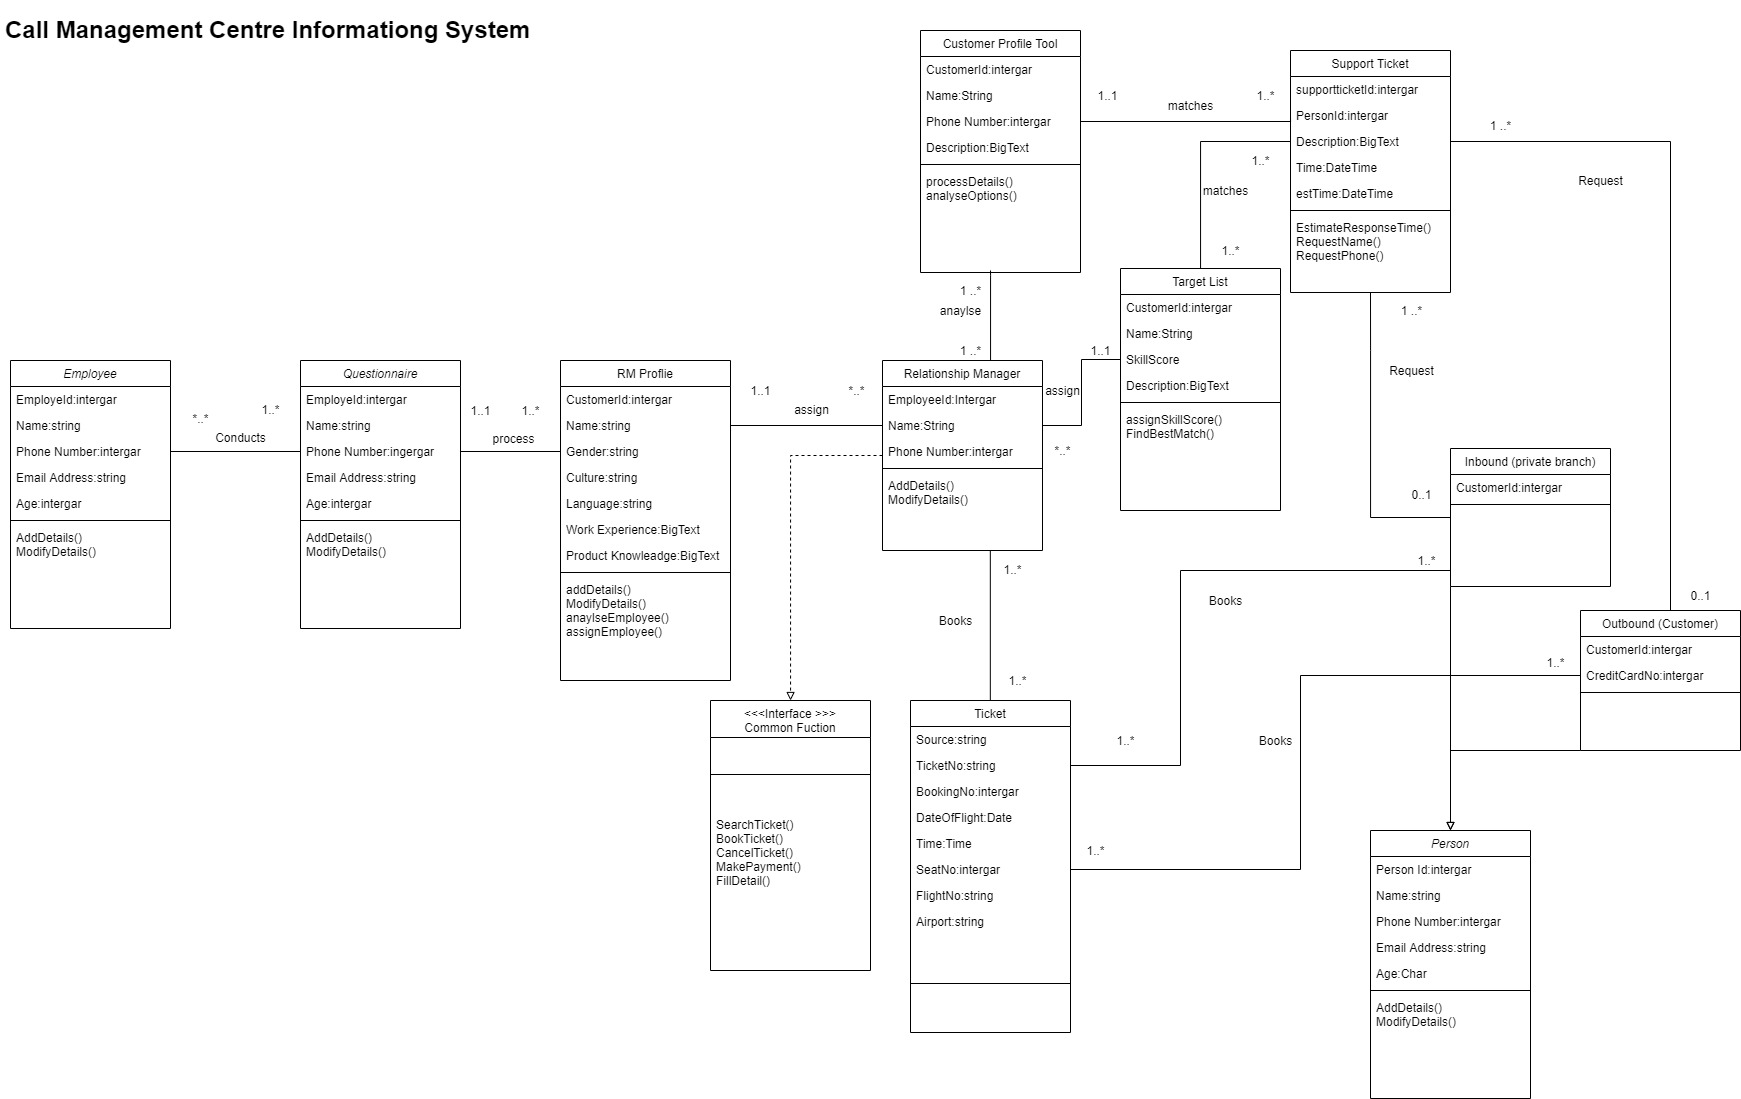 Call Management Centre Informationg System
Customer Profile Tool
CustomerId:intergar
Name:String
Phone Number:intergar
Description:BigText
processDetails()
analyseOptions()
1..1
matches
1..*
Support Ticket
supportticketId:intergar
PersonId:intergar
Description:BigText
Time:DateTime
estTime:DateTime
EstimateResponseTime()
RequestName()
RequestPhone()
1 ..*
Request
1..*
matches
1..*
Target List
CustomerId:intergar
Name:String
SkillScore
Description:BigText
assignSkillScore()
FindBestMatch()
1 ..*
anaylse
1 ..*
1 ..*
Request
0..1
Employee
EmployeeId:intergar
Name:string
Phone Number:intergar
Email Address:string
Age:intergar
AddDetails()
ModifyDetails()
*..*
Conducts
1..*
Questionnaire
EmployeId:intergar
Name:string
Phone Number:ingergar
Email Address:string
Age:intergar
AddDetails()
ModifyDetails()
1..1
process
1..*
RM Proflie
CustomerId:intergar
Name:string
Gender:string
Culture:string
Language:string
Work Experience:BigText
Product Knowleadge:BigText
addDetails()
ModifyDetails()
anaylseEmployee()
assignEmployee()
1..1
assign
*..*
Relationship Manager
EmployeeId:Intergar
Name:String
Phone Number:intergar
AddDetails()
ModifyDetails()
1..1
assign
*..*
Inbound (private branch)
CustomerId:intergar
1..*
Books
1..*
0..1
Outbound (Customer)
CustomerId:intergar
CreditCardNo:intergar
1..*
Books
1..*
1..*
Books
1..*
<<<Interface >>>
Common Fuction
SearchTicket()
BookTicket()
CancelTicket()
MakePayment()
FillDetail()
Ticket
Source:string
TicketNo:string
BookingNo:intergar
DateOfFlight:Date
Time:Time
SeatNo:intergar
FlightNo:string
Airport:string
Person
Person Id:intergar
Name:string
Phone Number:intergar
Email Address:string
Age:Char
AddDetails()
ModifyDetails()